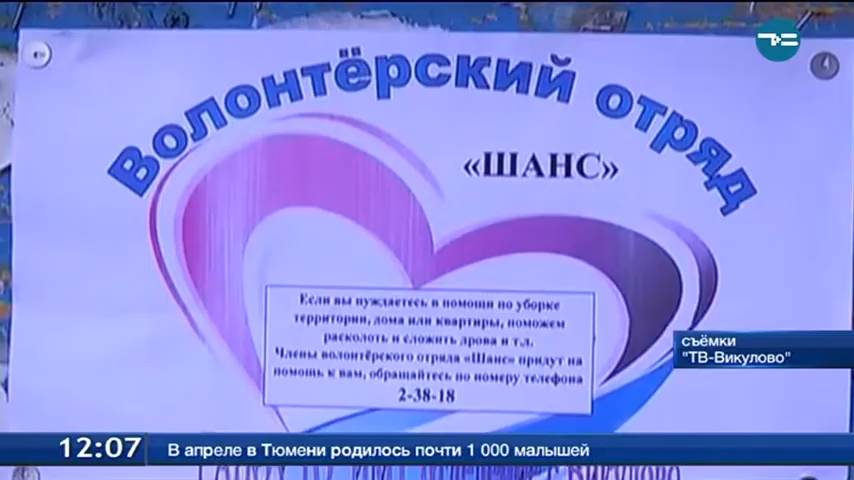 Волонтёрский отряд
«ШАНС»
Если вы нуждаетесь в помощи по уборке
территории, дома или квартиры, поможем
расколоть и сложить дрова и т.д.
Члены волонтёрского отряда «Шанс» придут на
помощь к вам, обращайтесь по номеру телефона
2-38-18
съёмки
"ТВ-Викулово"
12:07
В апреле в Тюмени родилось почти 1 000 малышей
с Викулово